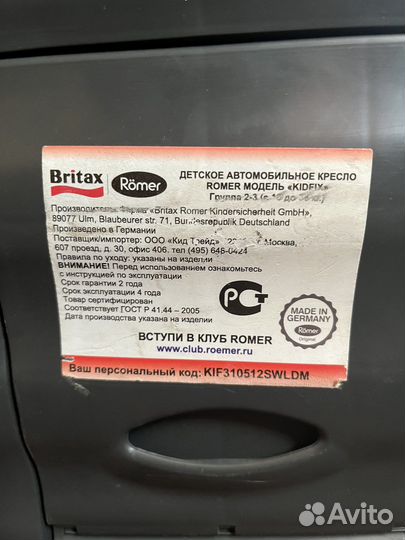 Britax Römer
ДЕТСКОЕ АВТОМОБИЛЬНОЕ КРЕСЛО
ROMER МОДЕЛЬ «KIDFIX»
Группа 2-3 (с
Производитель: Фирма «Britax Romer Kindersicherheit GmbH»,
89077 Ulm, Blaubeurer str. 71, Bundesrepublik Deutschland
Произведено в Германии
Поставщик/импортер: ООО «Кид Трейд», Москва,
607 проезд, д. 30, офис 406. тел (495) 646-0424
Правила по уходу: указаны на изделии
ВНИМАНИЕ! Перед использованием ознакомьтесь
с инструкцией по эксплуатации
Срок гарантии 2 года
Срок эксплуатации 4 года
Товар сертифицирован
Соответствует ГОСТ Р 41.44 – 2005
Дата производства указана на изделии
РСТ
MADE IN
GERMANY
Römer
Original
ВСТУПИ В КЛУБ ROMER
www.club.roemer.ru
Ваш персональный код: KIF310512SWLDM
Avito